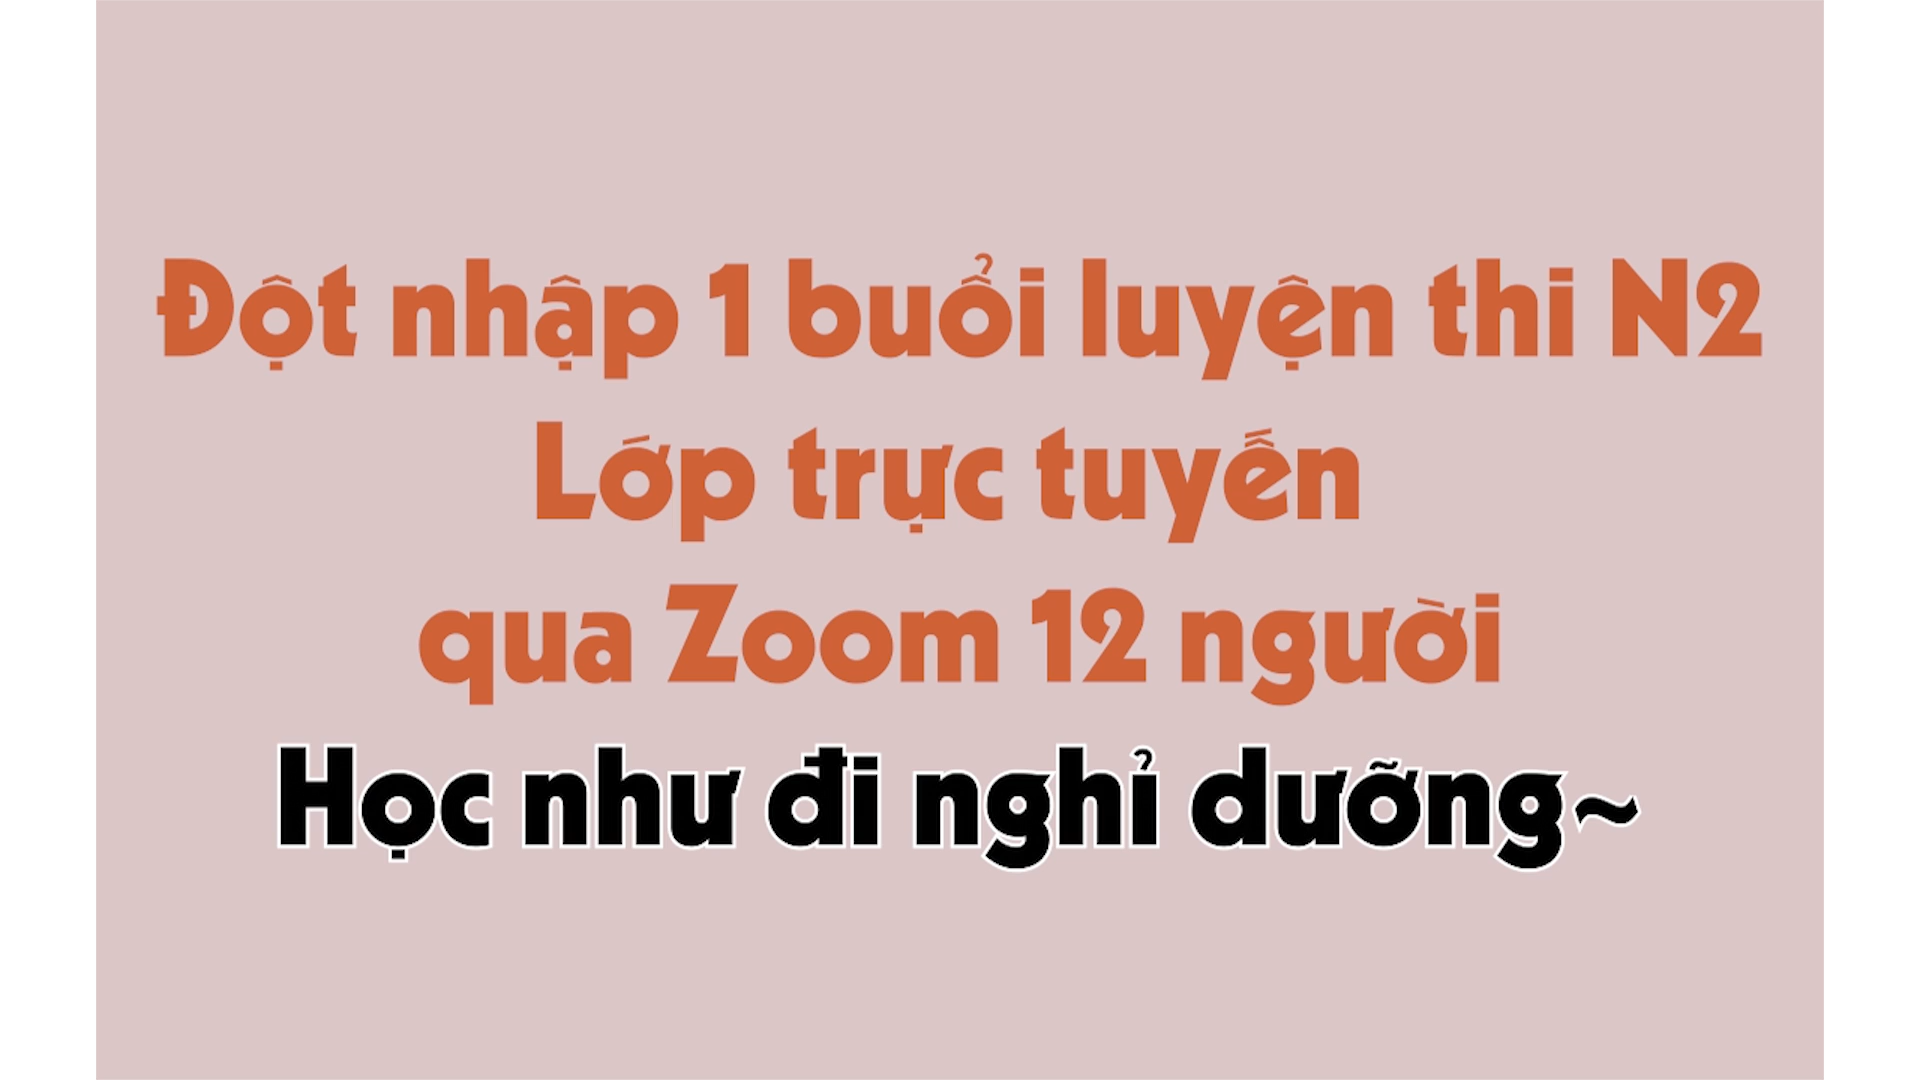 Đột nhập 1 buổi luyện thi N2
Lớp trực tuyến
qua Zoom 12 người
Học như đi nghỉ dưỡng~